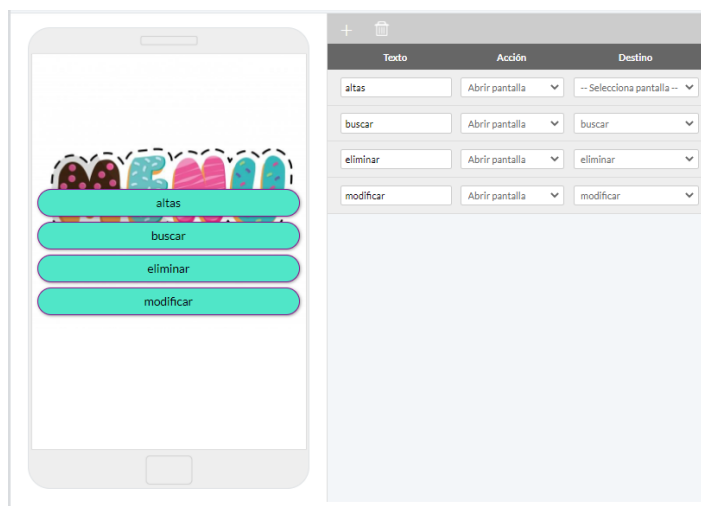 Texto Acción Destino
altas Abrir pantalla -- Selecciona pantalla --
buscar Abrir pantalla buscar
eliminar Abrir pantalla eliminar
modificar Abrir pantalla modificar
MENU
altas
buscar
eliminar
modificar